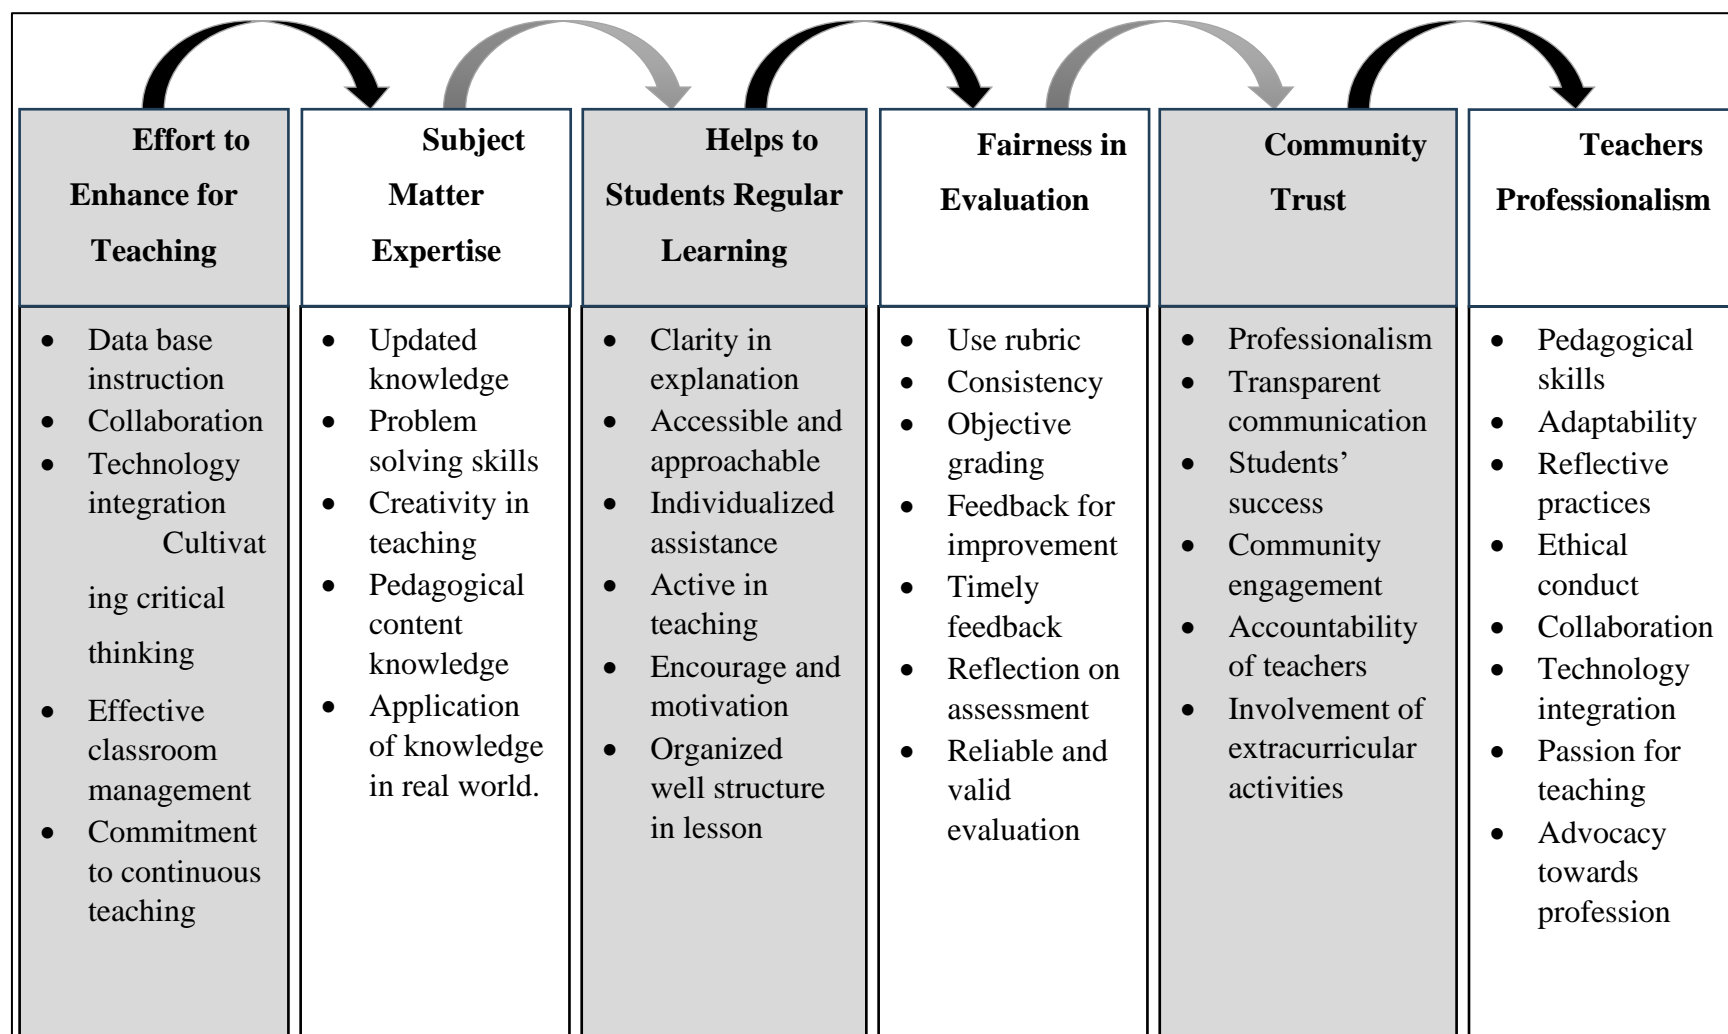 Effort to
Enhance for
Teaching
• Data base
instruction
• Collaboration
• Technology
integration
Cultivat
ing critical
thinking
• Effective
classroom
management
• Commitment
to continuous
teaching
Subject
Matter
Expertise
• Updated
knowledge
• Problem
solving skills
• Creativity in
teaching
• Pedagogical
content
knowledge
• Application
of knowledge
in real world.
Helps to
Students Regular
Learning
• Clarity in
explanation
• Accessible and
approachable
• Individualized
assistance
• Active in
teaching
• Encourage and
motivation
• Organized
well structure
in lesson
Fairness in
Evaluation
• Use rubric
• Consistency
• Objective
grading
• Feedback for
improvement
• Timely
feedback
• Reflection on
assessment
• Reliable and
valid
evaluation
Community
Trust
• Professionalism
• Transparent
communication
• Students’
success
• Community
engagement
• Accountability
of teachers
• Involvement of
extracurricular
activities
Teachers
Professionalism
• Pedagogical
skills
• Adaptability
• Reflective
practices
• Ethical
conduct
• Collaboration
• Technology
integration
• Passion for
teaching
• Advocacy
towards
profession